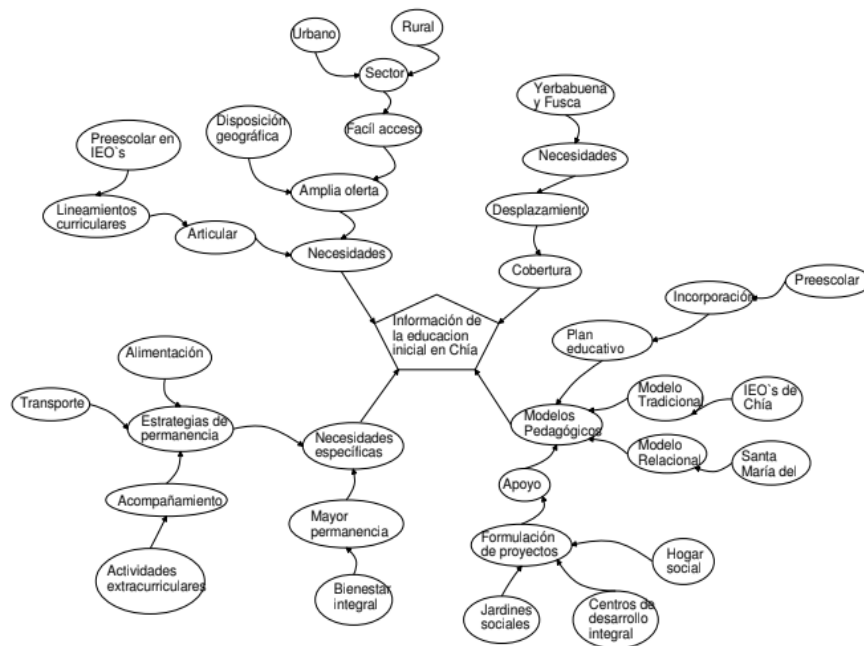 Urbano
Rural
Sector
Facíl acceso
Disposición
geográfica
Amplia oferta
Preescolar en
IEO`s
Lineamientos
curriculares
Articular
Necesidades
Yerbabuena
y Fusca
Necesidades
Desplazamiento
Cobertura
Información de
la educacion
inicial en Chía
Preescolar
Incorporación
Plan
educativo
Modelo
Tradicional
IEO`s de
Chía
Modelos
Pedagógicos
Modelo
Relacional
Santa
María del
Apoyo
Formulación
de proyectos
Hogar
social
Jardines
sociales
Centros de
desarrollo
integral
Alimentación
Transporte
Estrategias de
permanencia
Acompañamiento
Actividades
extracurriculares
Necesidades
específicas
Mayor
permanencia
Bienestar
integral